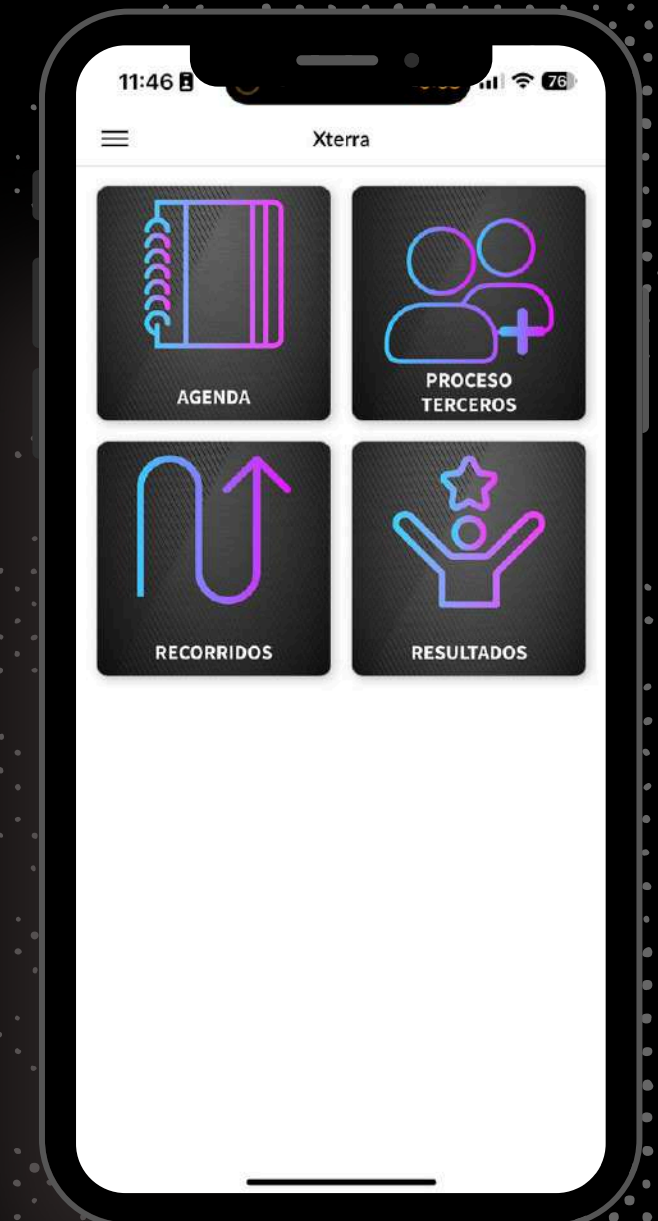 11:46
76
Xterra
AGENDA
PROCESO
TERCEROS
RECORRIDOS
RESULTADOS